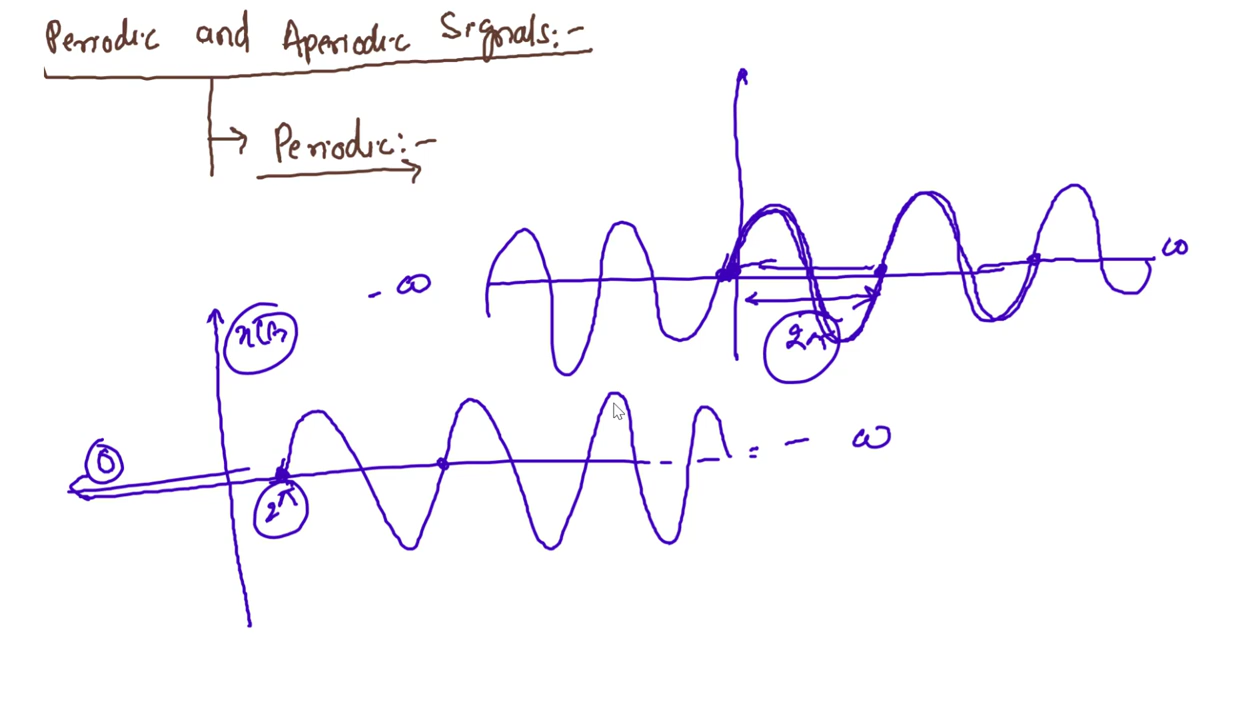 Periodic and Aperiodic Signals:-
Periodic:-
- ∞
∞
2π
x(t)
0
2π
= - ∞